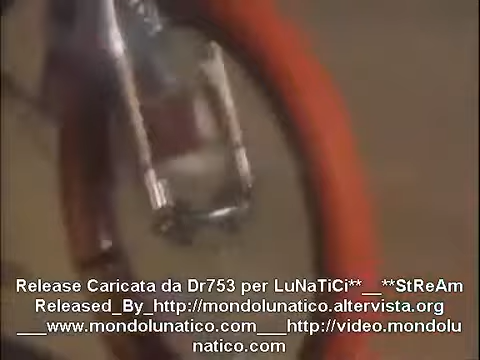 Release Caricata da Dr753 per LuNaTiCi**__**StReAm
Released_By_http://mondolunatico.altervista.org
___www.mondolunatico.com___http://video.mondolu
natico.com